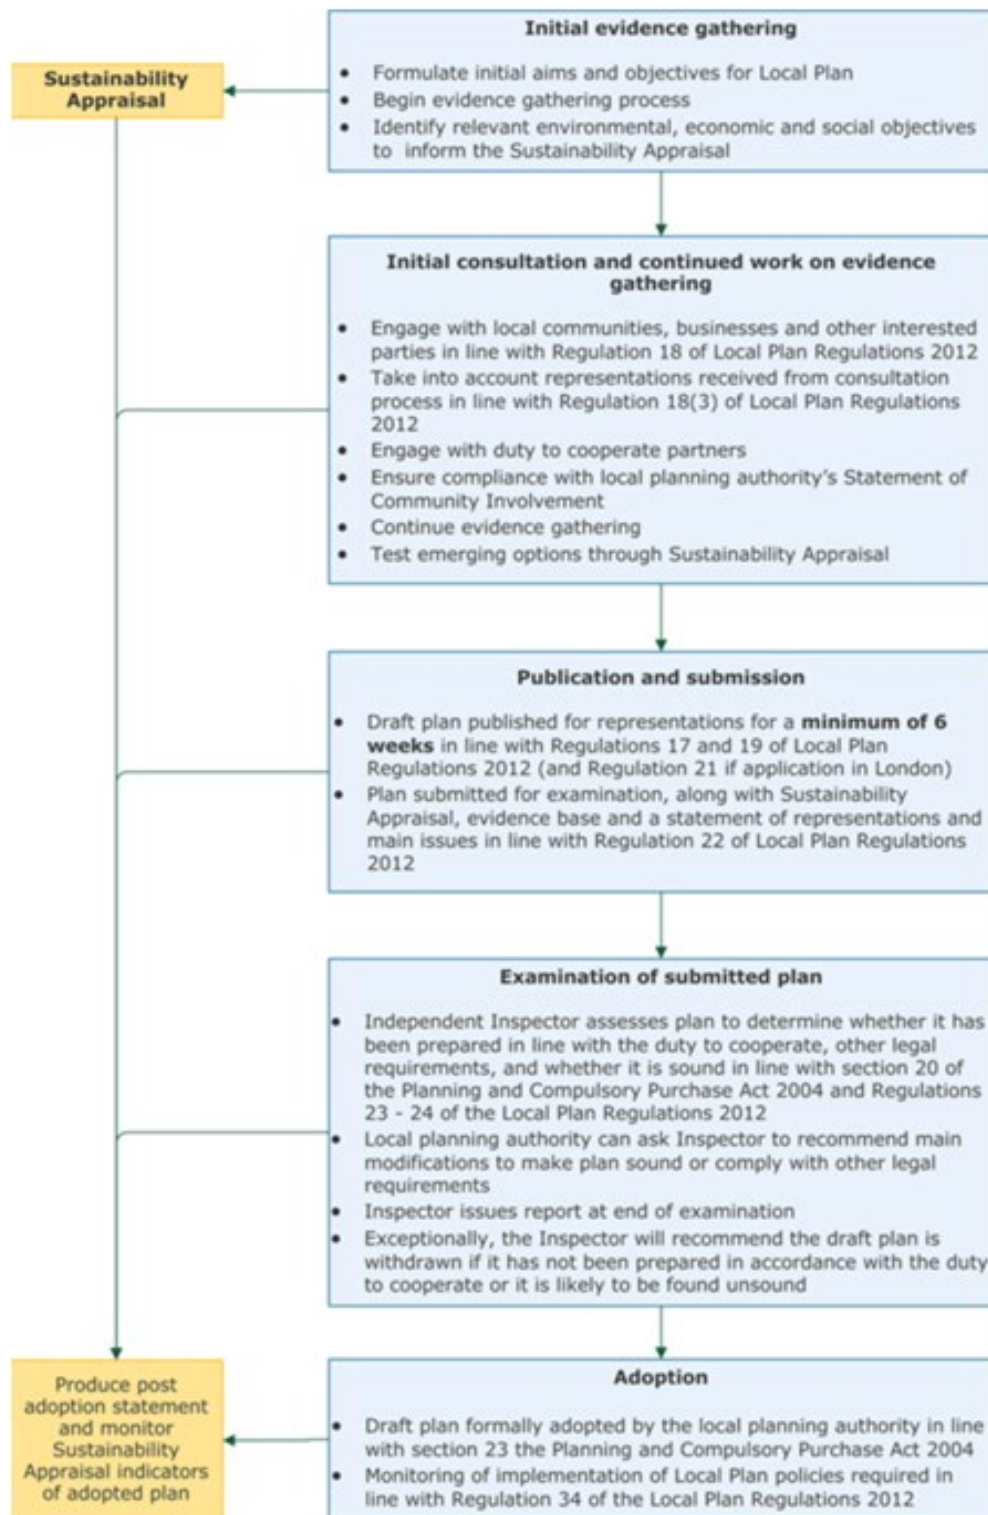 Initial evidence gathering
• Formulate initial aims and objectives for Local Plan
• Begin evidence gathering process
• Identify relevant environmental, economic and social objectives
to inform the Sustainability Appraisal
Sustainability
Appraisal
Initial consultation and continued work on evidence
gathering
• Engage with local communities, businesses and other interested
parties in line with Regulation 18 of Local Plan Regulations 2012
• Take into account representations received from consultation
process in line with Regulation 18(3) of Local Plan Regulations
2012
• Engage with duty to cooperate partners
• Ensure compliance with local planning authority's Statement of
Community Involvement
• Continue evidence gathering
• Test emerging options through Sustainability Appraisal
Publication and submission
• Draft plan published for representations for a minimum of 6
weeks in line with Regulations 17 and 19 of Local Plan
Regulations 2012 (and Regulation 21 if application in London)
• Plan submitted for examination, along with Sustainability
Appraisal, evidence base and a statement of representations and
main issues in line with Regulation 22 of Local Plan Regulations
2012
Examination of submitted plan
• Independent Inspector assesses plan to determine whether it has
been prepared in line with the duty to cooperate, other legal
requirements, and whether it is sound in line with section 20 of
the Planning and Compulsory Purchase Act 2004 and Regulations
23 - 24 of the Local Plan Regulations 2012
• Local planning authority can ask Inspector to recommend main
modifications to make plan sound or comply with other legal
requirements
• Inspector issues report at end of examination
• Exceptionally, the Inspector will recommend the draft plan is
withdrawn if it has not been prepared in accordance with the duty
to cooperate or it is likely to be found unsound
Adoption
• Draft plan formally adopted by the local planning authority in line
with section 23 the Planning and Compulsory Purchase Act 2004
• Monitoring of implementation of Local Plan policies required in
line with Regulation 34 of the Local Plan Regulations 2012
Produce post
adoption statement
and monitor
Sustainability
Appraisal indicators
of adopted plan